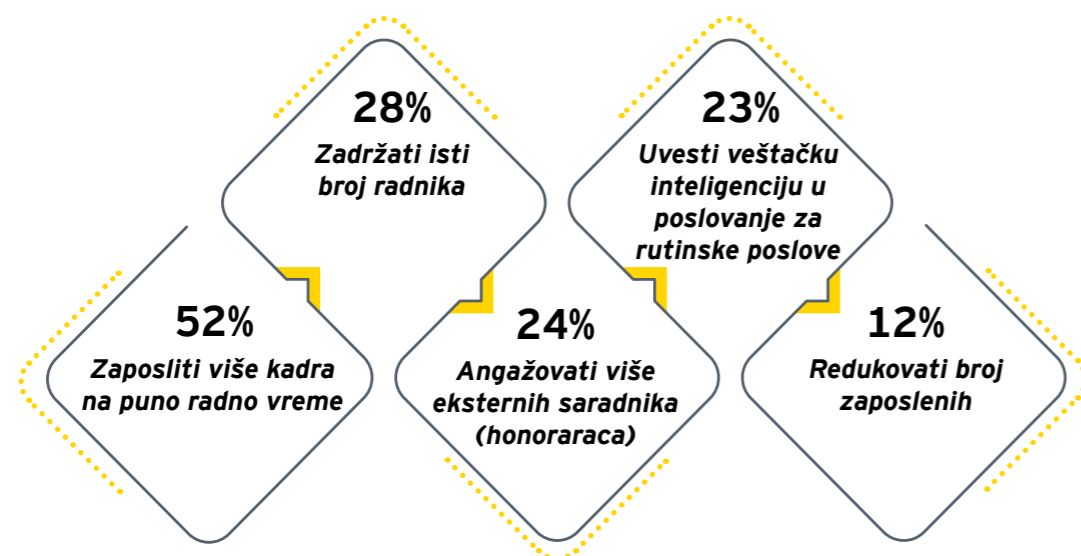 52%
Zaposliti više kadra
na puno radno vreme
28%
Zadržati isti
broj radnika
24%
Angažovati više
eksternih saradnika
(honoraraca)
23%
Uvesti veštačku
inteligenciju u
poslovanje za
rutinske poslove
12%
Redukovati broj
zaposlenih